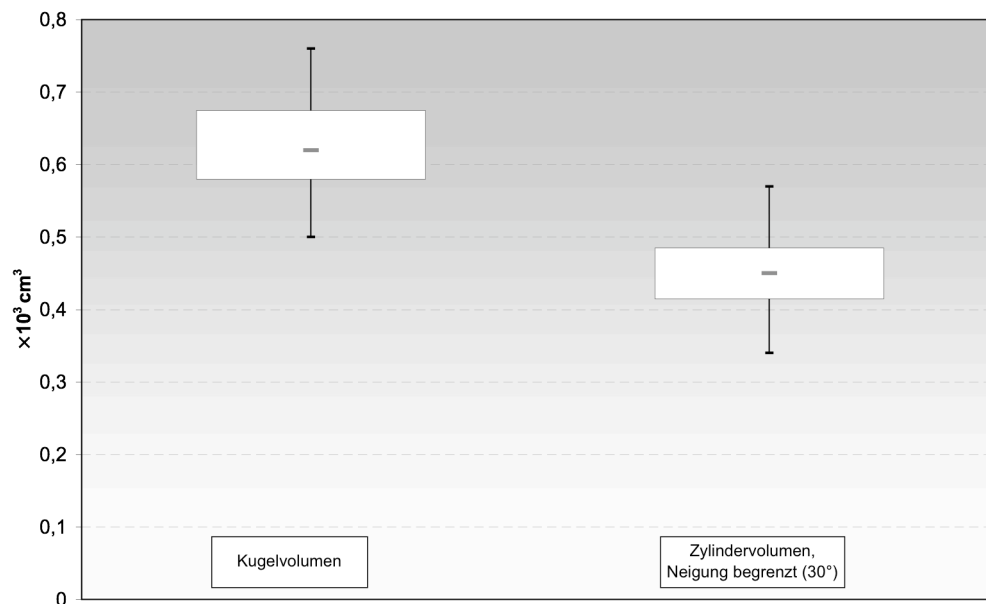 0,8
0,7
0,6
0,5
0,4
0,3
0,2
0,1
0
×10³ cm³
Kugelvolumen
Zylindervolumen,
Neigung begrenzt (30°)